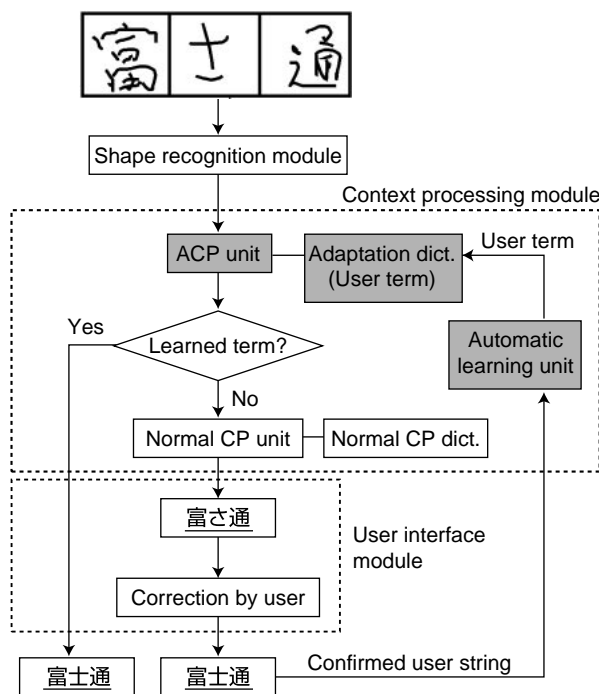 富士通
Shape recognition module
Context processing module
ACP unit
Adaptation dict.
(User term)
User term
Yes
Learned term?
Automatic
learning unit
No
Normal CP unit
Normal CP dict.
富さ通
User interface
module
Correction by user
富士通
富士通
Confirmed user string